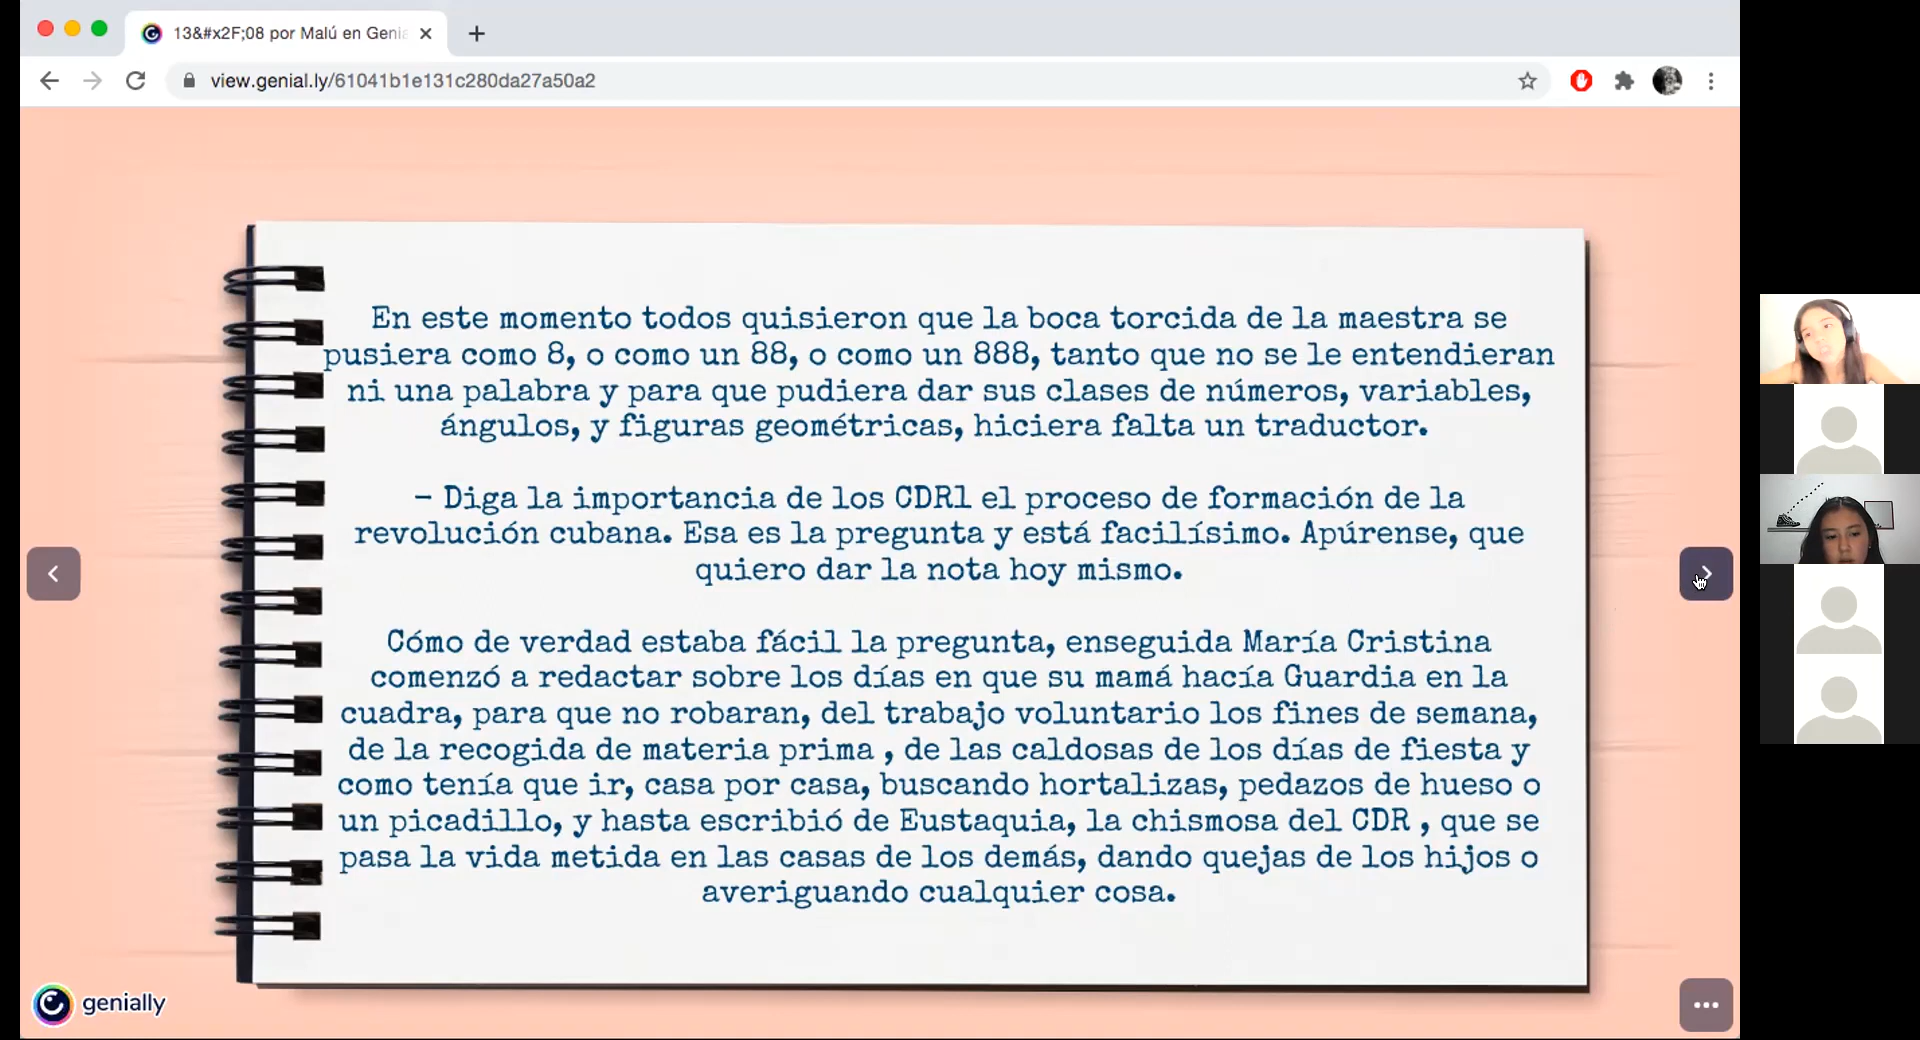 13&#x2F;08 por Malú en Genia
view.genial.ly/61041b1e131c280da27a50a2
En este momento todos quisieron que la boca torcida de la maestra se
pusiera como 8, o como un 88, o como un 888, tanto que no se le entendieran
ni una palabra y para que pudiera dar sus clases de números, variables,
ángulos, y figuras geométricas, hiciera falta un traductor.
- Diga la importancia de los CDR1 el proceso de formación de la
revolución cubana. Esa es la pregunta y está facilísimo. Apúrense, que
quiero dar la nota hoy mismo.
Cómo de verdad estaba fácil la pregunta, enseguida María Cristina
comenzó a redactar sobre los días en que su mamá hacía Guardia en la
cuadra, para que no robaran, del trabajo voluntario los fines de semana,
de la recogida de materia prima , de las caldosas de los días de fiesta y
como tenía que ir, casa por casa, buscando hortalizas, pedazos de hueso o
un picadillo, y hasta escribió de Eustaquia, la chismosa del CDR , que se
pasa la vida metida en las casas de los demás, dando quejas de los hijos o
averiguando cualquier cosa.
genially